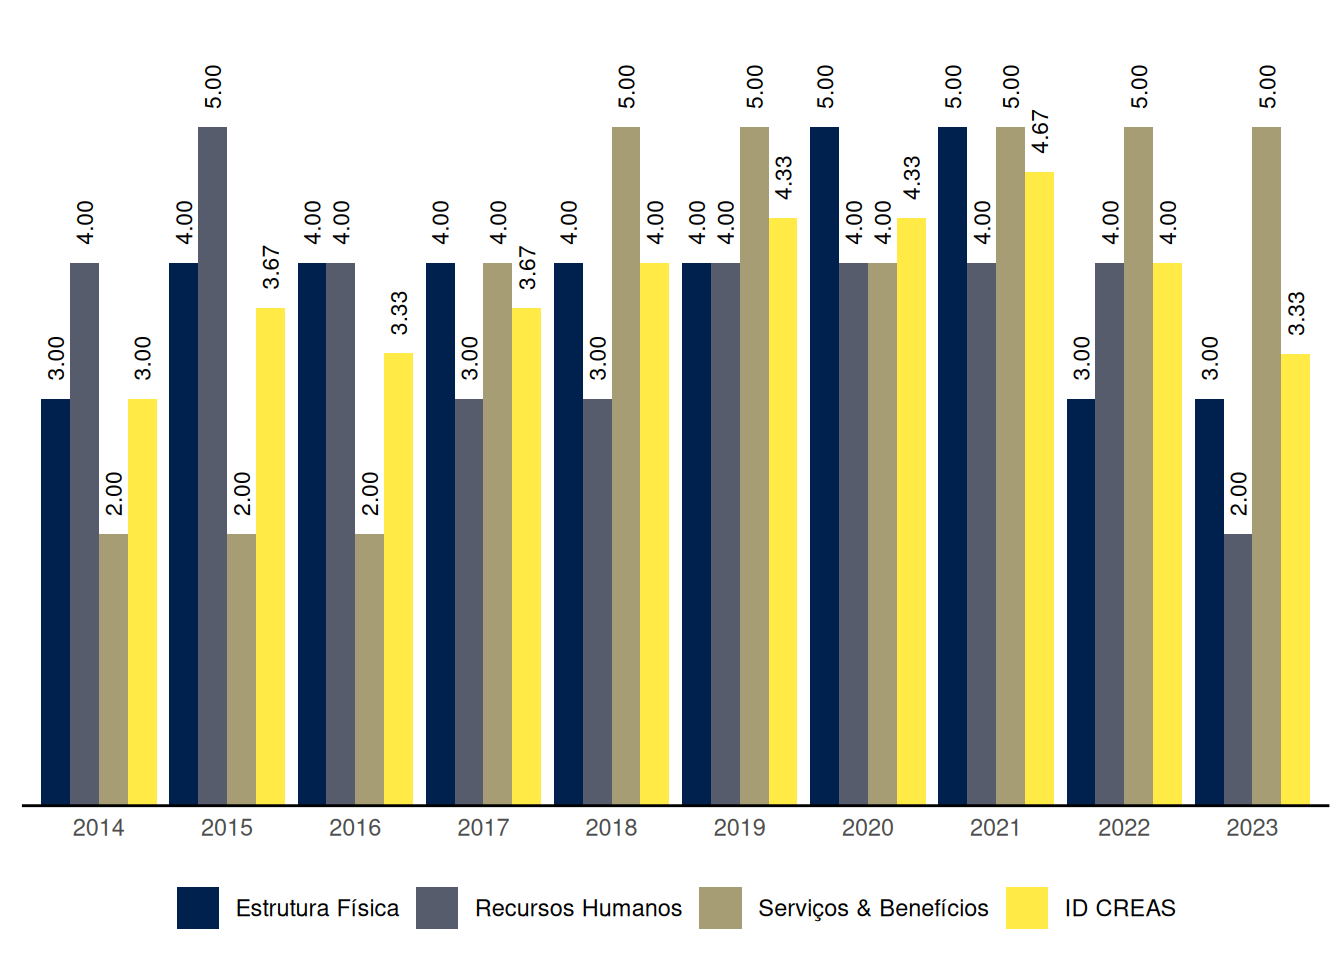 3.00 4.00 2.00 3.00
4.00 5.00 2.00 3.67
4.00 4.00 2.00 3.33
4.00 3.00 4.00 3.67
4.00 3.00 5.00 4.00
4.00 4.00 5.00 4.33
5.00 4.00 4.00 4.33
5.00 4.00 5.00 4.67
3.00 4.00 5.00 4.00
3.00 2.00 5.00 3.33
2014 2015 2016 2017 2018 2019 2020 2021 2022 2023
Estrutura Física Recursos Humanos Serviços & Benefícios ID CREAS